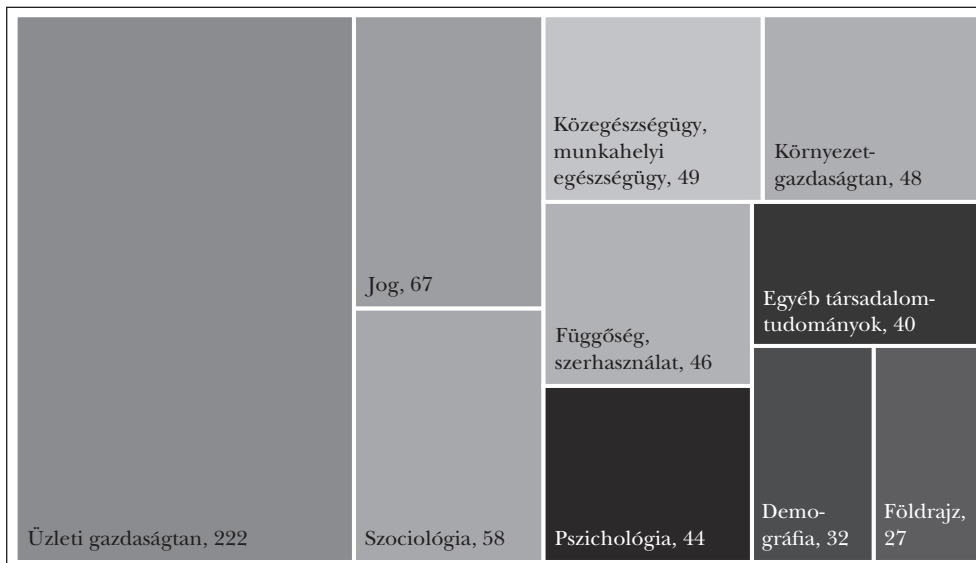 Üzleti gazdaságtan, 222
Jog, 67
Szociológia, 58
Közegészségügy,
munkahelyi
egészségügy, 49
Környezet-
gazdaságtan, 48
Függőség,
szerhasználat, 46
Pszichológia, 44
Egyéb társadalom-
tudományok, 40
Demo-
gráfia, 32
Földrajz,
27